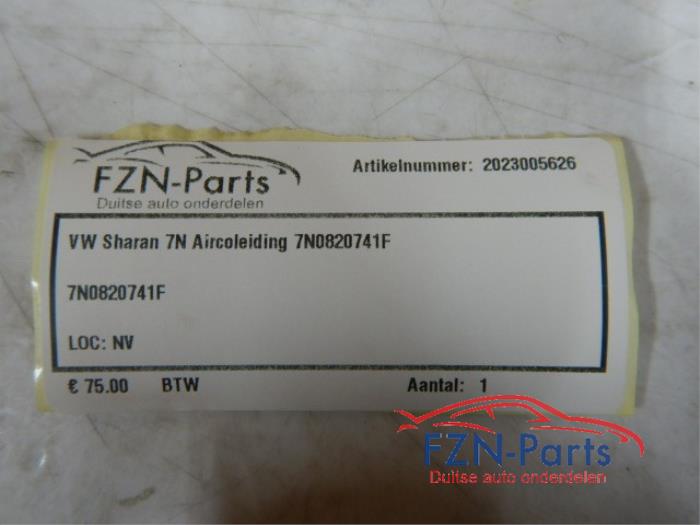 FZN-Parts
Duitse auto onderdelen
Artikelnummer: 2023005626
VW Sharan 7N Aircoleiding 7N0820741F
7N0820741F
LOC: NV
€ 75.00 BTW Aantal: 1
FZN-Parts
Duitse auto onderdelen